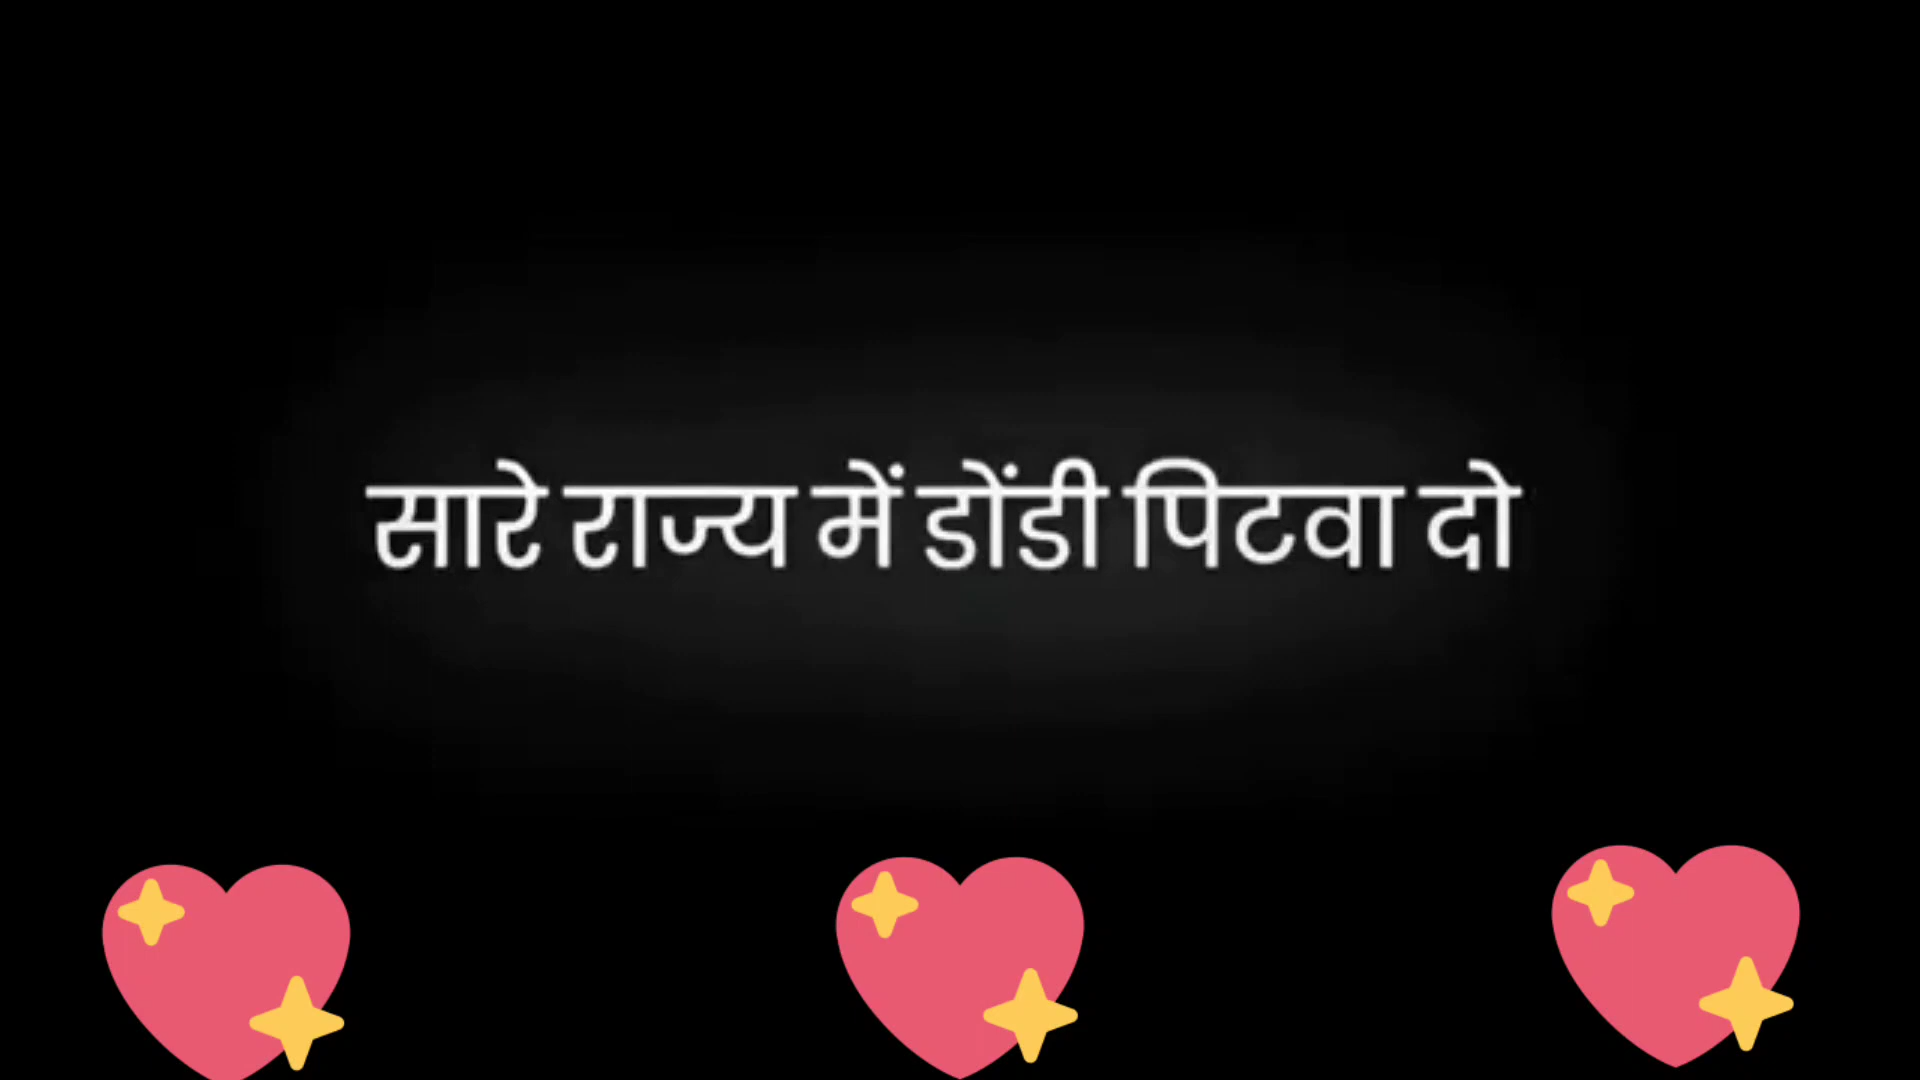 सारे राज्य में डोंडी पिटवा दो